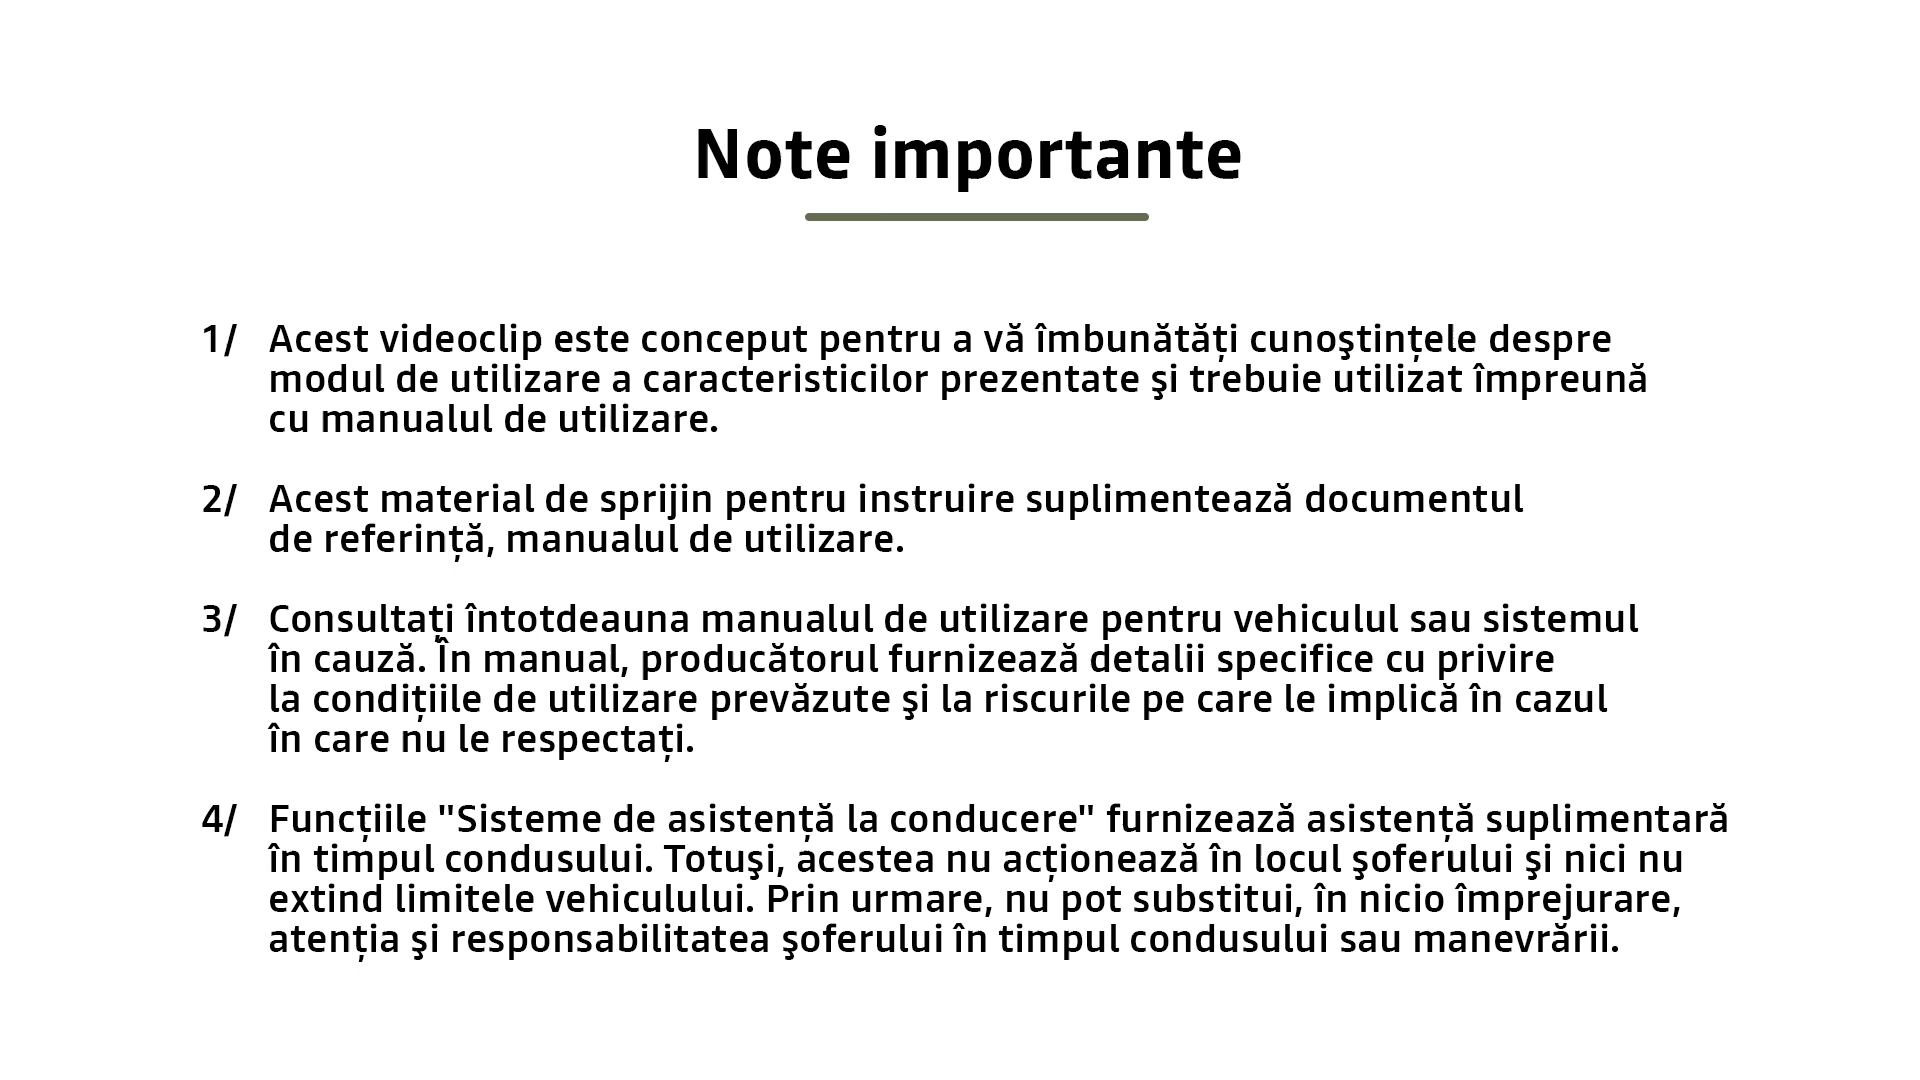 Note importante
1/ Acest videoclip este conceput pentru a vă îmbunătăți cunoştințele despre
modul de utilizare a caracteristicilor prezentate şi trebuie utilizat împreună
cu manualul de utilizare.
2/ Acest material de sprijin pentru instruire suplimentează documentul
de referință, manualul de utilizare.
3/ Consultați întotdeauna manualul de utilizare pentru vehiculul sau sistemul
în cauză. În manual, producătorul furnizează detalii specifice cu privire
la condițiile de utilizare prevăzute şi la riscurile pe care le implică în cazul
în care nu le respectați.
4/ Funcțiile "Sisteme de asistență la conducere" furnizează asistență suplimentară
în timpul condusului. Totuşi, acestea nu acționează în locul şoferului şi nici nu
extind limitele vehiculului. Prin urmare, nu pot substitui, în nicio împrejurare,
atenția şi responsabilitatea şoferului în timpul condusului sau manevrării.